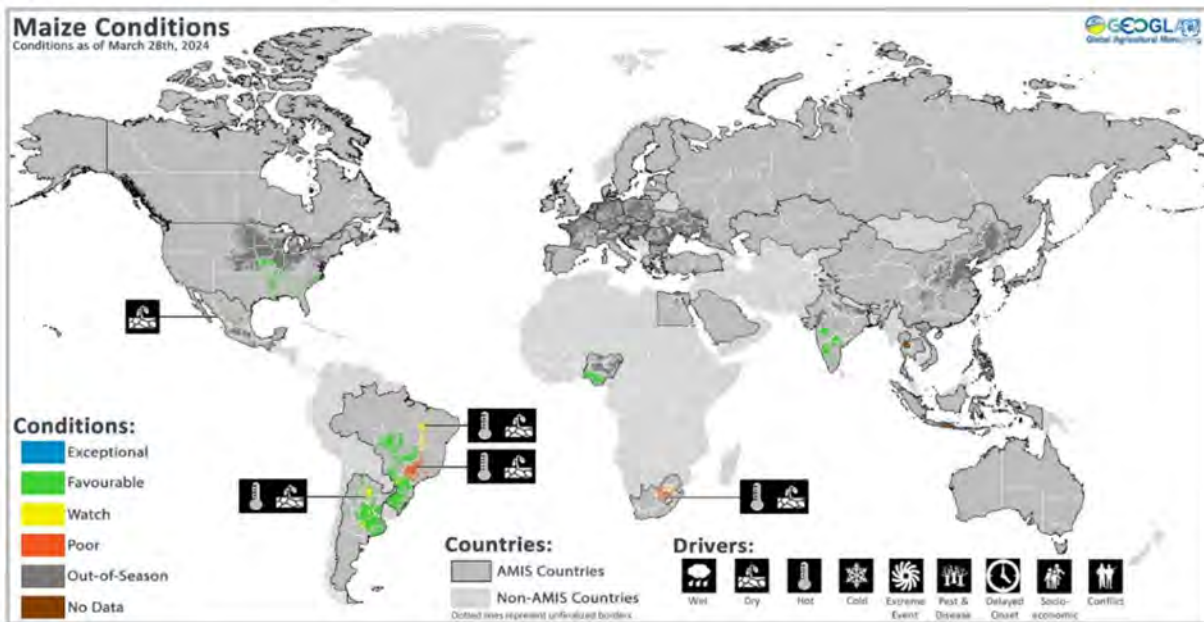 Maize Conditions
Conditions as of March 28th, 2024
Global Agricultural
Conditions:
Exceptional
Favourable
Watch
Poor
Out-of-Season
No Data
Countries:
AMIS Countries
Non-AMIS Countries
Dotted lines represent unfinalized borders
Drivers:
Wet
Dry
Hot
Cold
Extreme
Event
Pest &
Disease
Delayed
Onset
Socio-
economic
Conflict